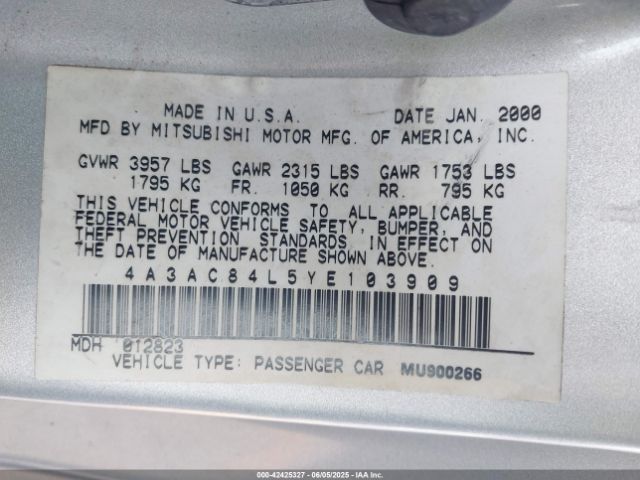 MADE IN U.S.A. DATE JAN. 2000
MFD BY MITSUBISHI MOTOR MFG. OF AMERICA, INC.
GVWR 3957 LBS GAWR 2315 LBS GAWR 1753 LBS
1795 KG FR. 1050 KG RR. 795 KG
THIS VEHICLE CONFORMS TO ALL APPLICABLE
FEDERAL MOTOR VEHICLE SAFETY, BUMPER, AND
THEFT PREVENTION STANDARDS IN EFFECT ON
THE DATE OF MANUFACTURE SHOWN ABOVE.
4A3AC84L5YE103909
MDH 012823
VEHICLE TYPE: PASSENGER CAR MU900266
000-42425327 - 06/05/2025 - IAAI.COM